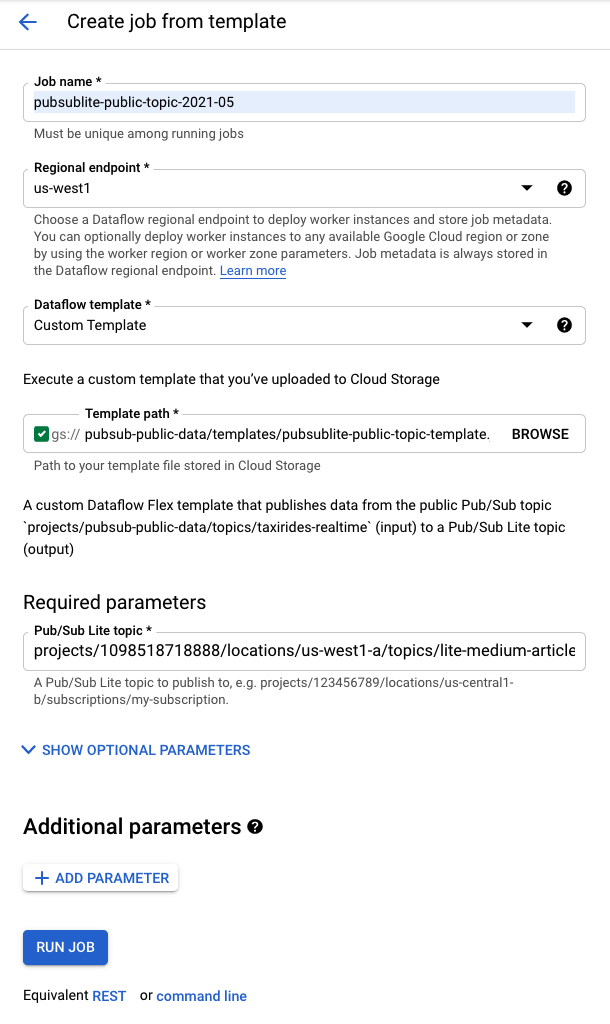 Create job from template
Job name *
pubsublite-public-topic-2021-05
Must be unique among running jobs
Regional endpoint *
us-west1
Choose a Dataflow regional endpoint to deploy worker instances and store job metadata.
You can optionally deploy worker instances to any available Google Cloud region or zone
by using the worker region or worker zone parameters. Job metadata is always stored in
the Dataflow regional endpoint. Learn more
Dataflow template *
Custom Template
Execute a custom template that you've uploaded to Cloud Storage
Template path *
gs:// pubsub-public-data/templates/pubsublite-public-topic-template. BROWSE
Path to your template file stored in Cloud Storage
A custom Dataflow Flex template that publishes data from the public Pub/Sub topic
`projects/pubsub-public-data/topics/taxirides-realtime` (input) to a Pub/Sub Lite topic
(output)
Required parameters
Pub/Sub Lite topic *
projects/1098518718888/locations/us-west1-a/topics/lite-medium-article
A Pub/Sub Lite topic to publish to, e.g. projects/123456789/locations/us-central1-
b/subscriptions/my-subscription.
SHOW OPTIONAL PARAMETERS
Additional parameters ?
+ ADD PARAMETER
RUN JOB
Equivalent REST or command line